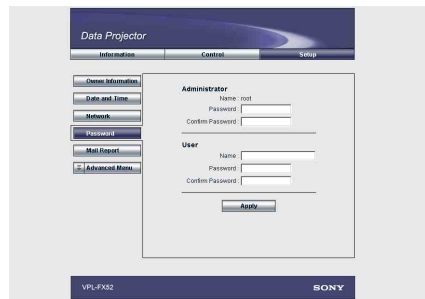 Data Projector
Information Control Setup
Owner Information
Date and Time
Network
Password
Mail Report
Advanced Menu
Administrator
Name : root
Password :
Confirm Password :
User
Name :
Password :
Confirm Password :
Apply
VPL-FX52 SONY